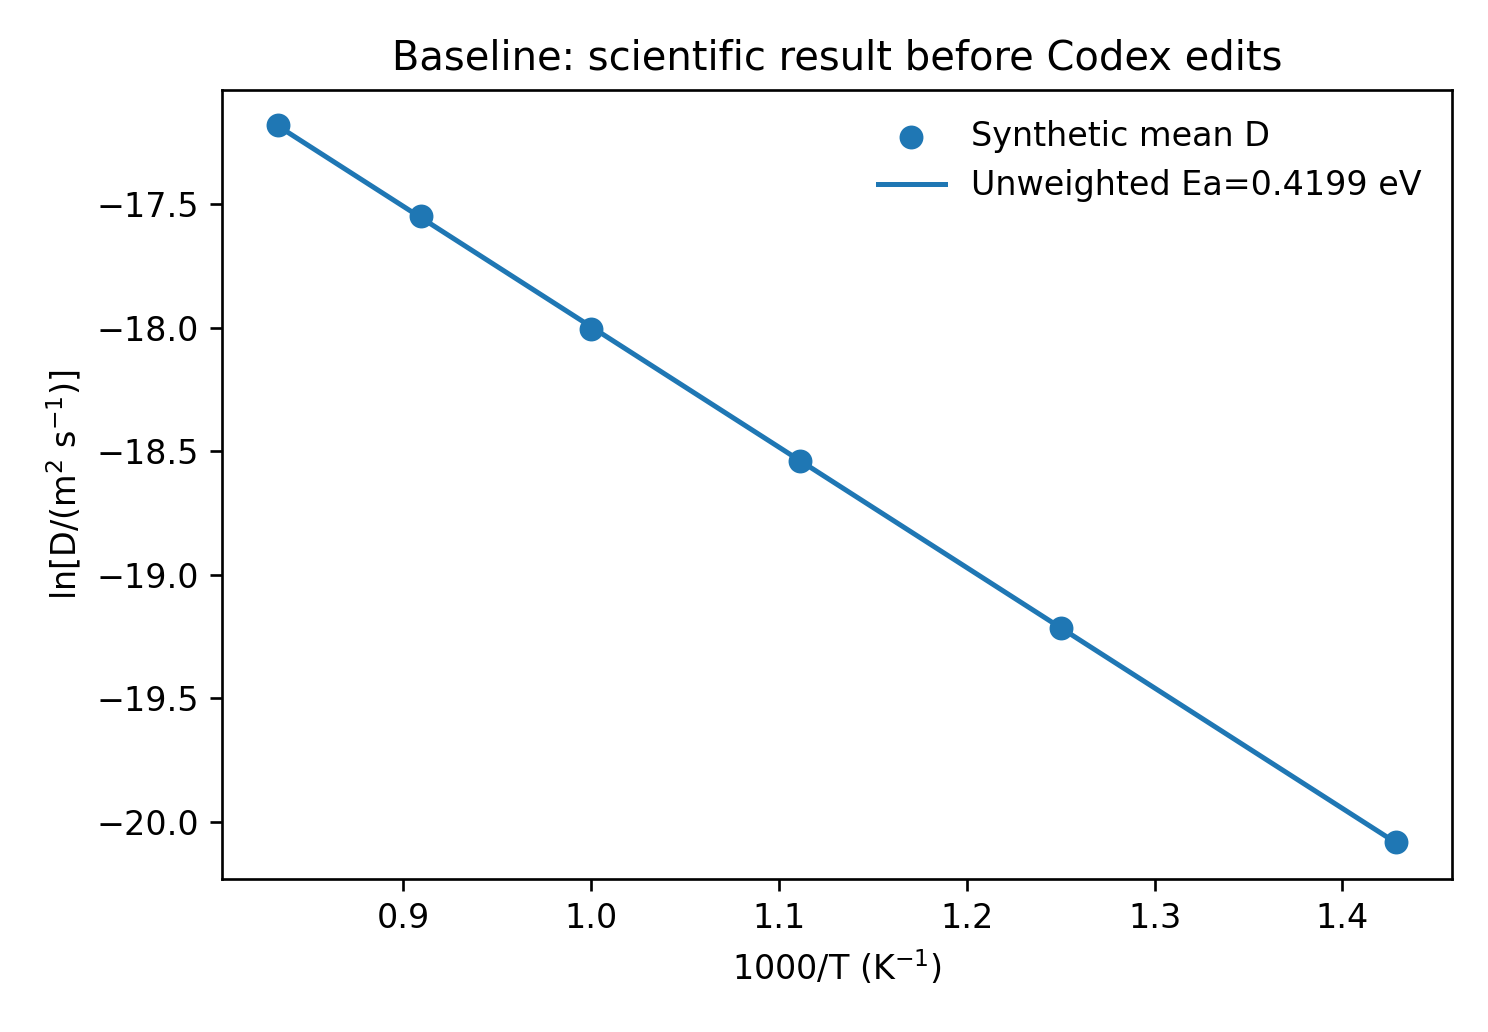 Baseline: scientific result before Codex edits
Synthetic mean D
Unweighted Ea=0.4199 eV
ln[D/(m² s⁻¹)]
−17.5
−18.0
−18.5
−19.0
−19.5
−20.0
0.9 1.0 1.1 1.2 1.3 1.4
1000/T (K⁻¹)